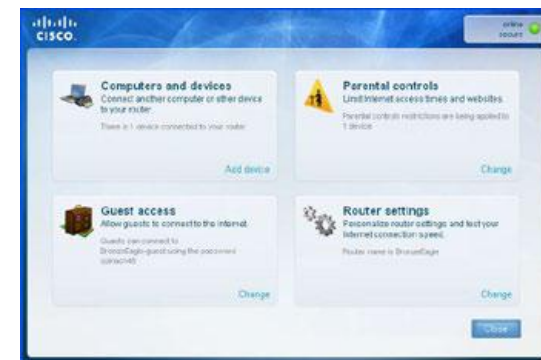 CISCO
online
secure
Computers and devices
Connect another computer or other device
to your router.
There is 1 device connected to your router
Add device
Parental controls
Limit Internet access times and websites.
Parental controls restrictions are being applied to
1 device
Change
Guest access
Allow guests to connect to the internet.
Guests can connect to
BronzeEagle-guest using the password
Change
Router settings
Personalize router settings and test your
Internet connection speed.
Router name is BronzeEagle
Change
Close